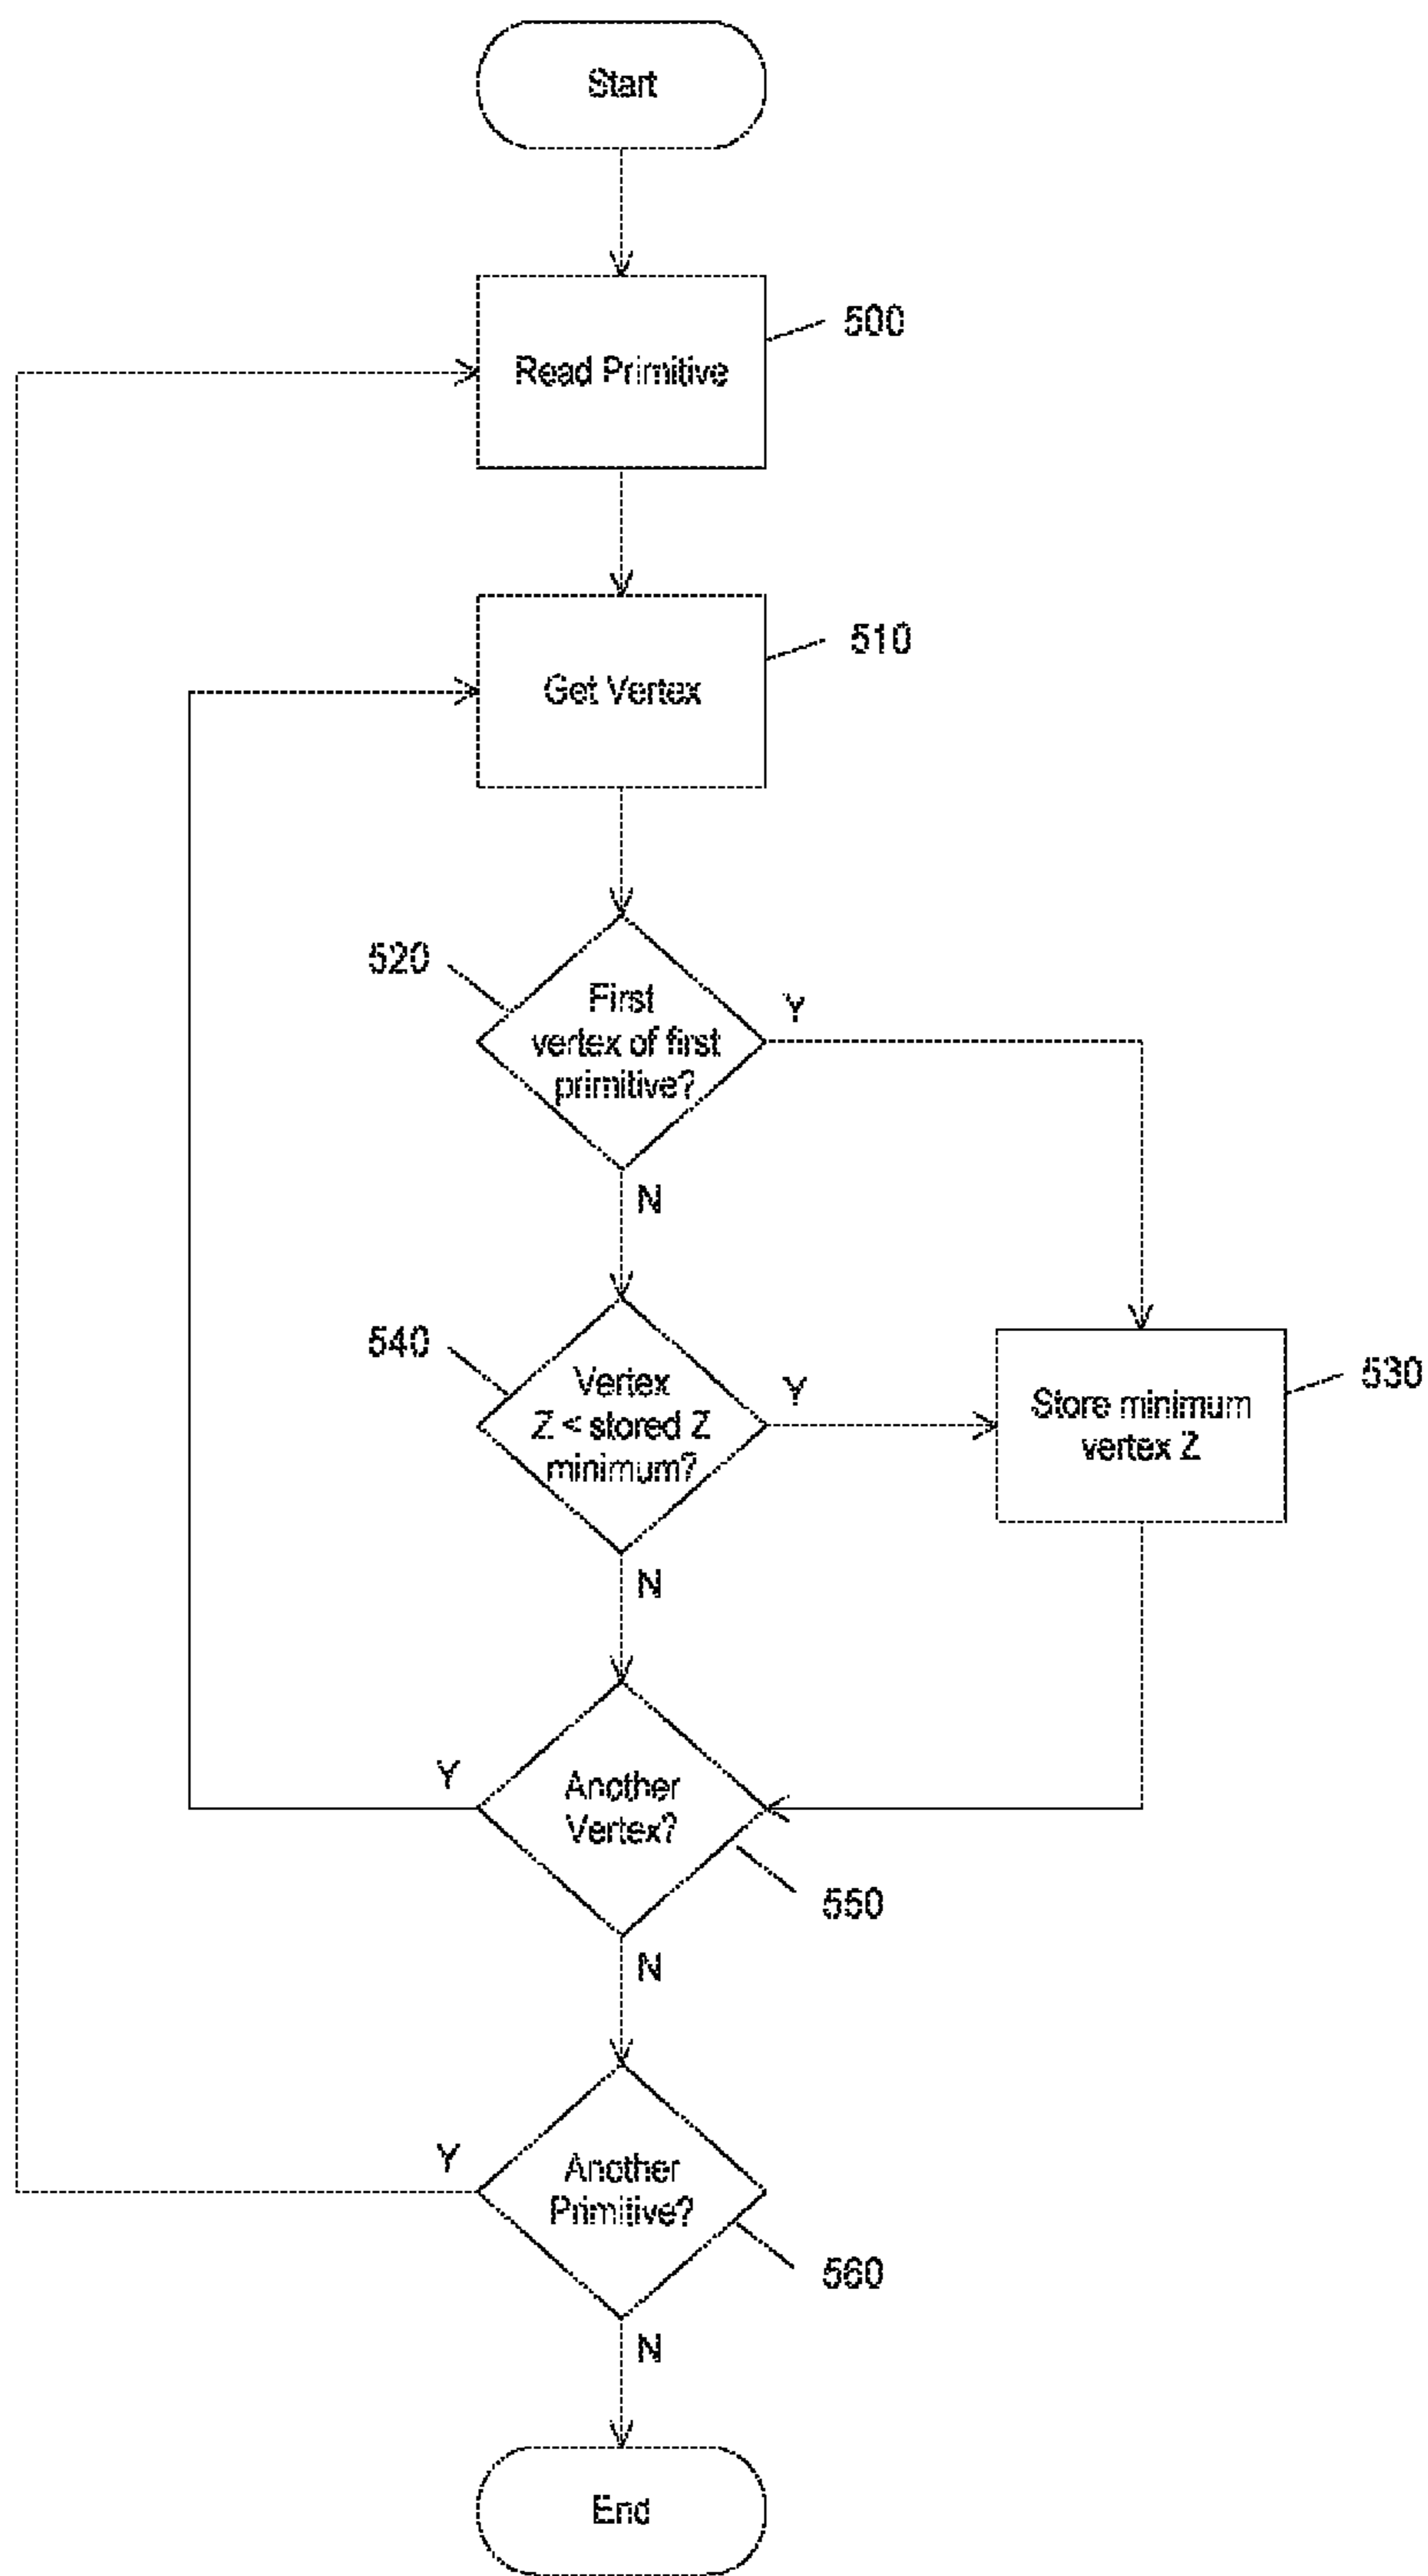 Start
500
Read Primitive
510
Get Vertex
520
First
vertex of first
primitive?
Y
N
540
Vertex
Z < stored Z
minimum?
Y
530
Store minimum
vertex Z
N
Y
Another
Vertex?
550
N
Y
Another
Primitive?
560
N
End